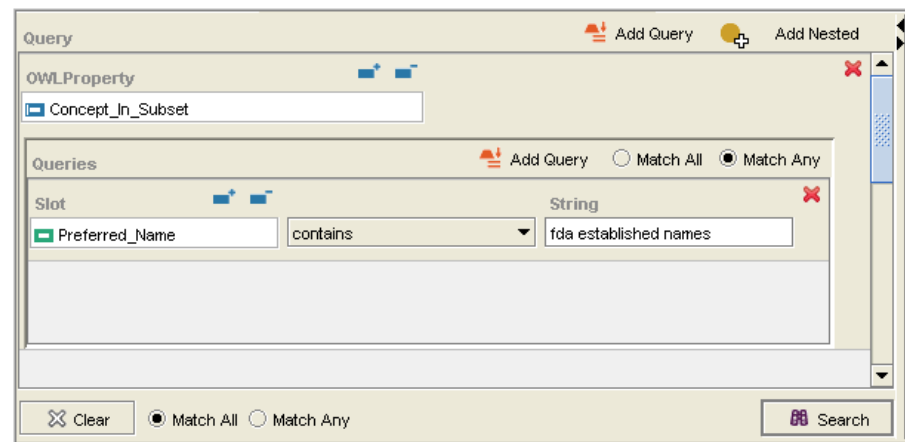 Query Add Query Add Nested
OWLProperty
Concept_In_Subset
Queries Add Query Match All Match Any
Slot String
Preferred_Name contains fda established names
Clear Match All Match Any Search